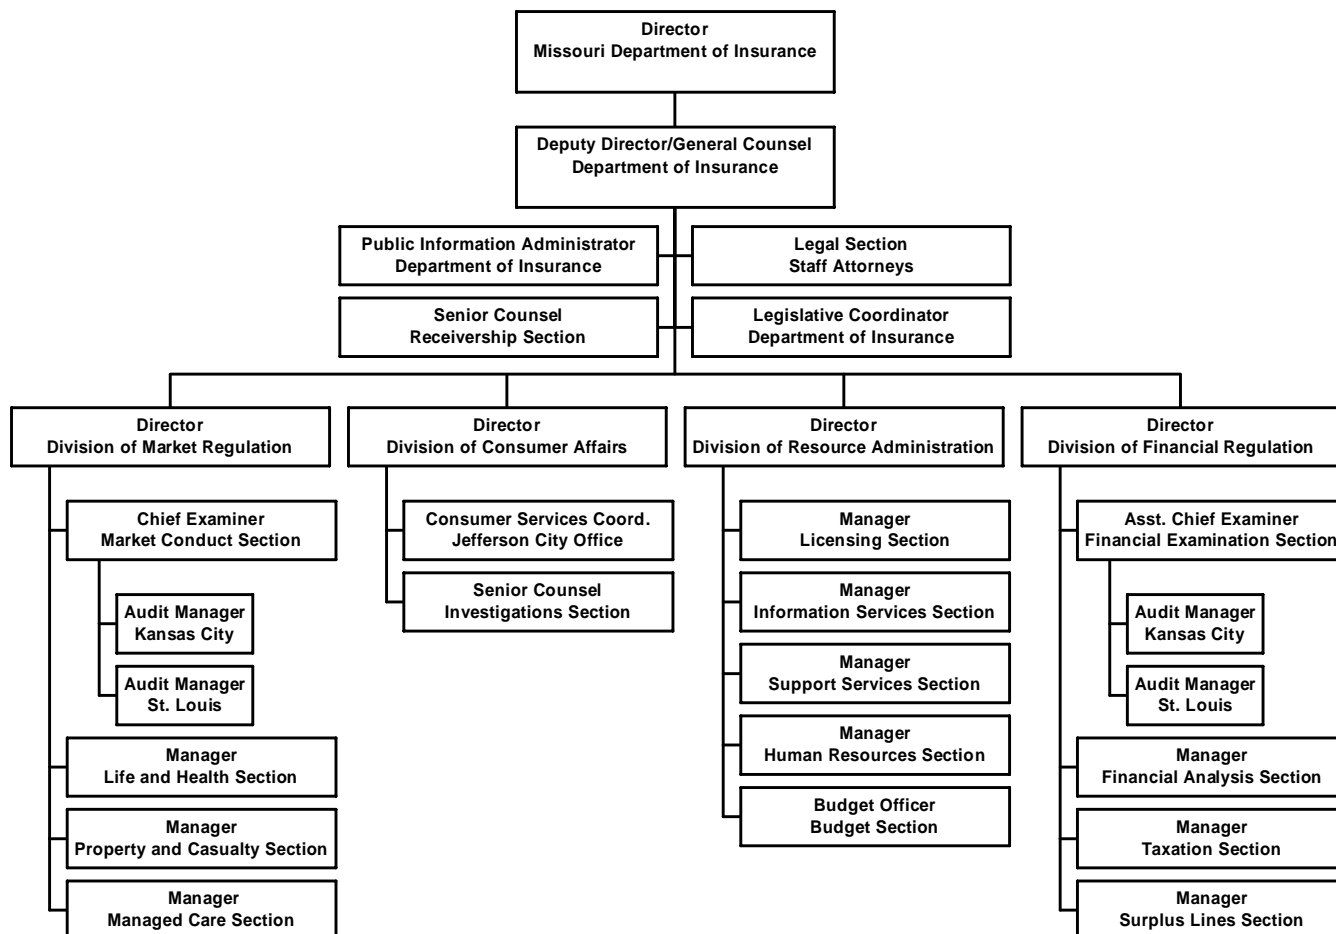 Director
Missouri Department of Insurance
Deputy Director/General Counsel
Department of Insurance
Public Information Administrator
Department of Insurance
Legal Section
Staff Attorneys
Senior Counsel
Receivership Section
Legislative Coordinator
Department of Insurance
Director
Division of Market Regulation
Chief Examiner
Market Conduct Section
Audit Manager
Kansas City
Audit Manager
St. Louis
Manager
Life and Health Section
Manager
Property and Casualty Section
Manager
Managed Care Section
Director
Division of Consumer Affairs
Consumer Services Coord.
Jefferson City Office
Senior Counsel
Investigations Section
Director
Division of Resource Administration
Manager
Licensing Section
Manager
Information Services Section
Manager
Support Services Section
Manager
Human Resources Section
Budget Officer
Budget Section
Director
Division of Financial Regulation
Asst. Chief Examiner
Financial Examination Section
Audit Manager
Kansas City
Audit Manager
St. Louis
Manager
Financial Analysis Section
Manager
Taxation Section
Manager
Surplus Lines Section